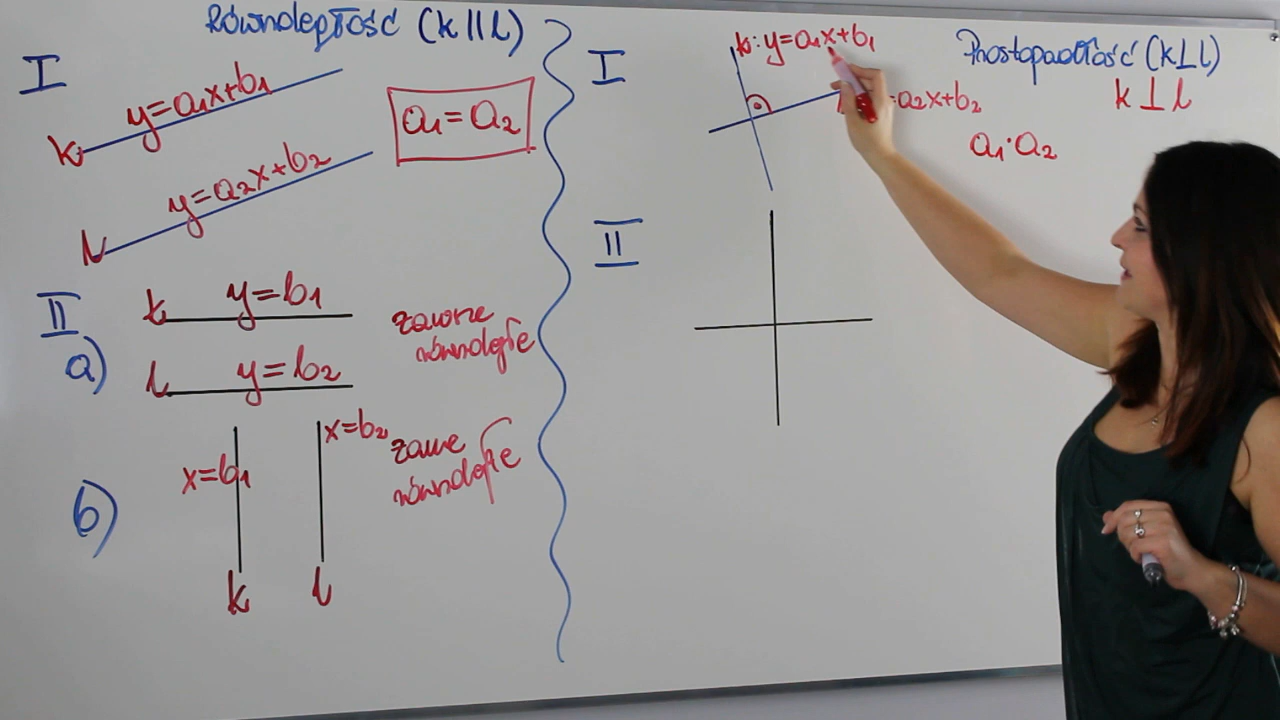 Równoległość (k || l)
I
y=a₁x+b₁
k
a₁ = a₂
y=a₂x+b₂
l
II
a)
k y=b₁
l y=b₂
zawsze
równoległe
b)
x=b₁
x=b₂
zawsze
równoległe
k l
Prostopadłość (k⊥l)
I
k: y=a₁x+b₁
a₂x+b₂
k ⊥ l
a₁·a₂
II